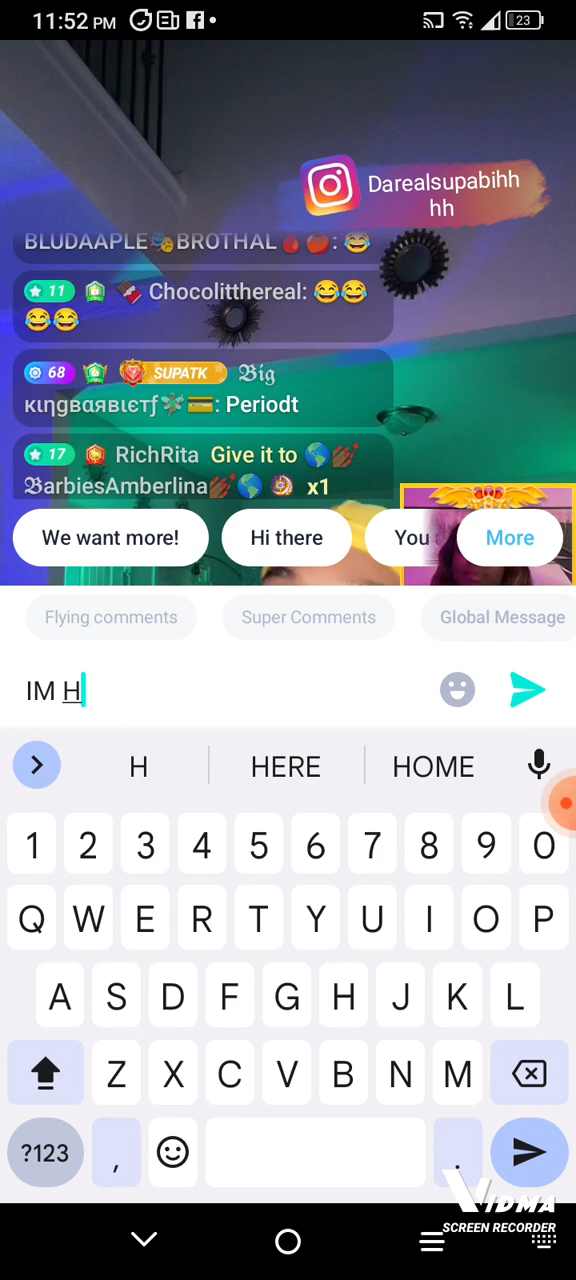 11:52 PM
23
Darealsupabihh
hh
BLUDAAPLE🎭BROTHAL🩸🍎: 😂
11 Chocolitthereal: 😂😂
😂😂
68 SUPATK 𝔅𝔦𝔤
кιηgвαявιєтƒ🧚💳: Periodt
17 RichRita Give it to 🌎💅🏾
𝔅arbiesAmberlina💅🏾🌎 x1
We want more!
Hi there
You
More
Flying comments
Super Comments
Global Message
IM H
H
HERE
HOME
1 2 3 4 5 6 7 8 9 0
Q W E R T Y U I O P
A S D F G H J K L
Z X C V B N M
?123 , .
VIDMA
SCREEN RECORDER